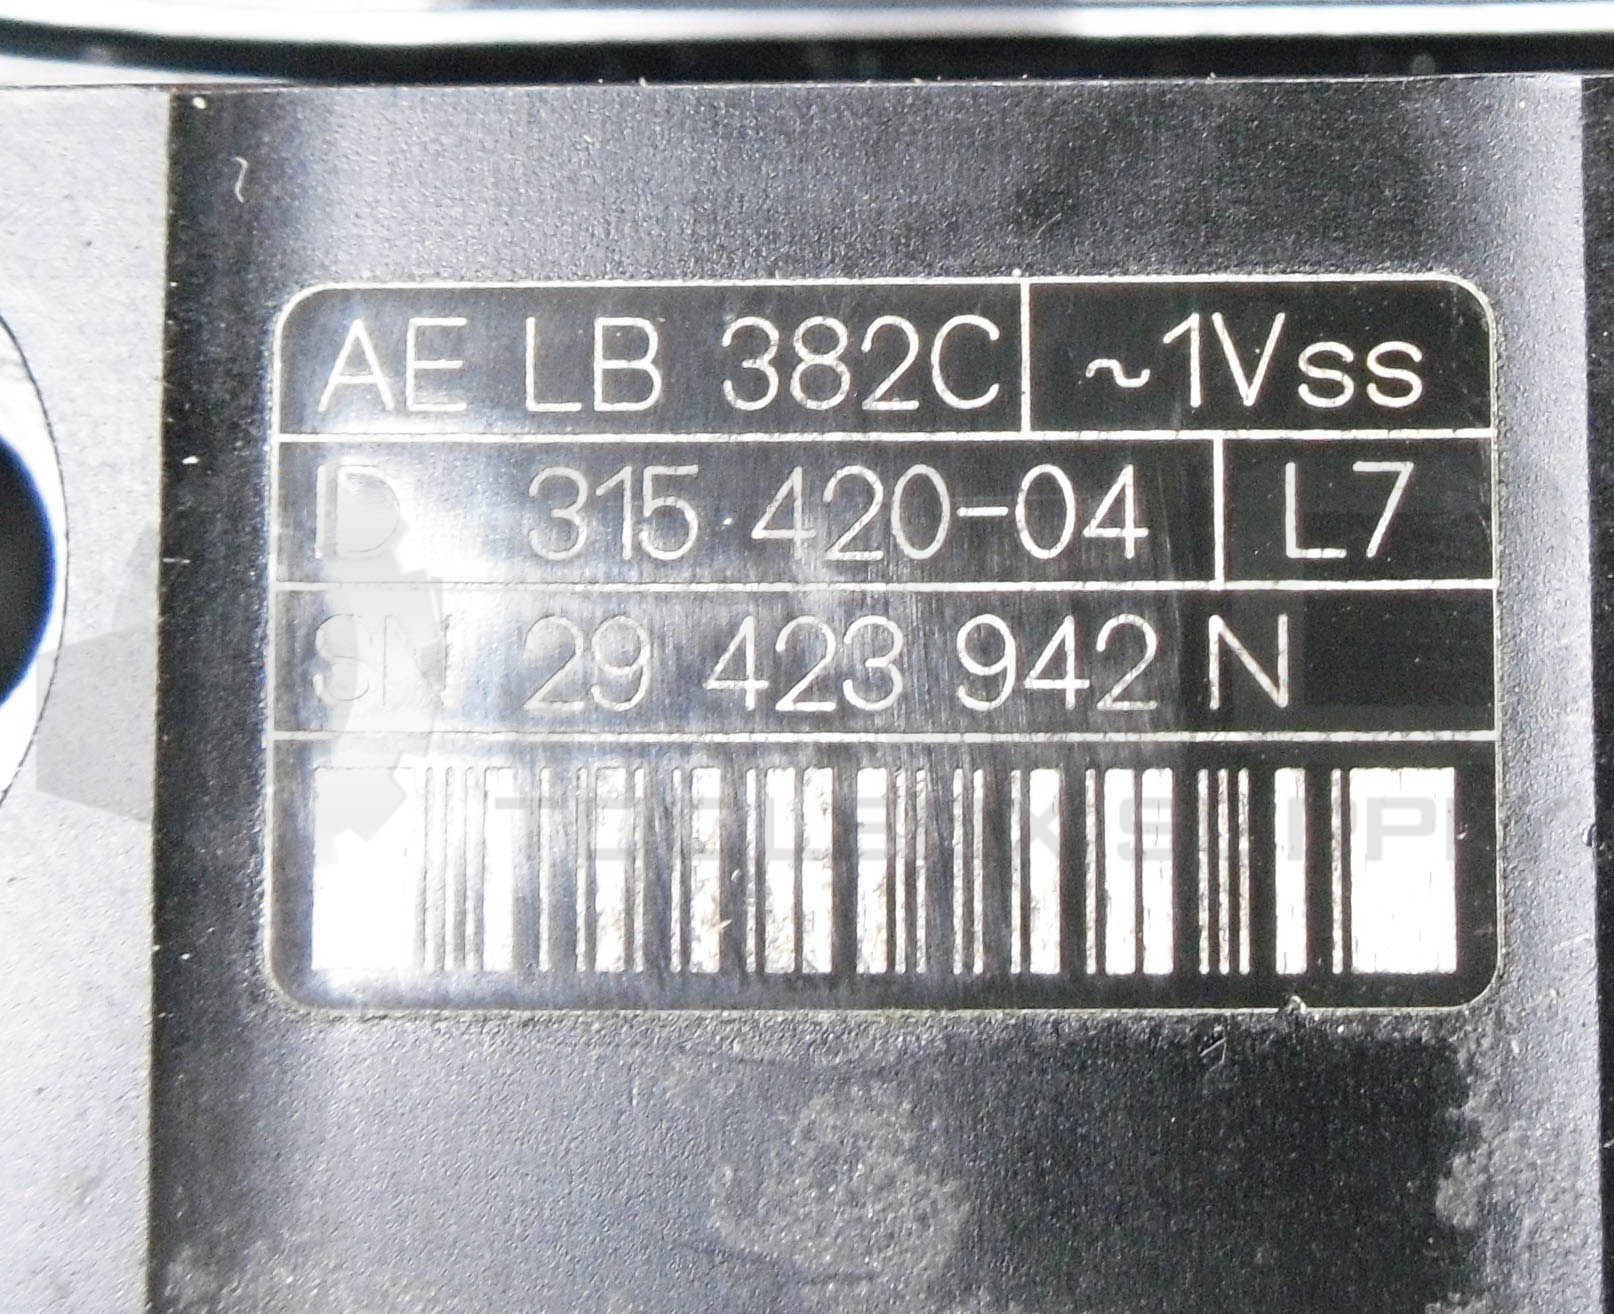 AE LB 382C ~1Vss
ID 315 420-04 L7
SN 29 423 942 N